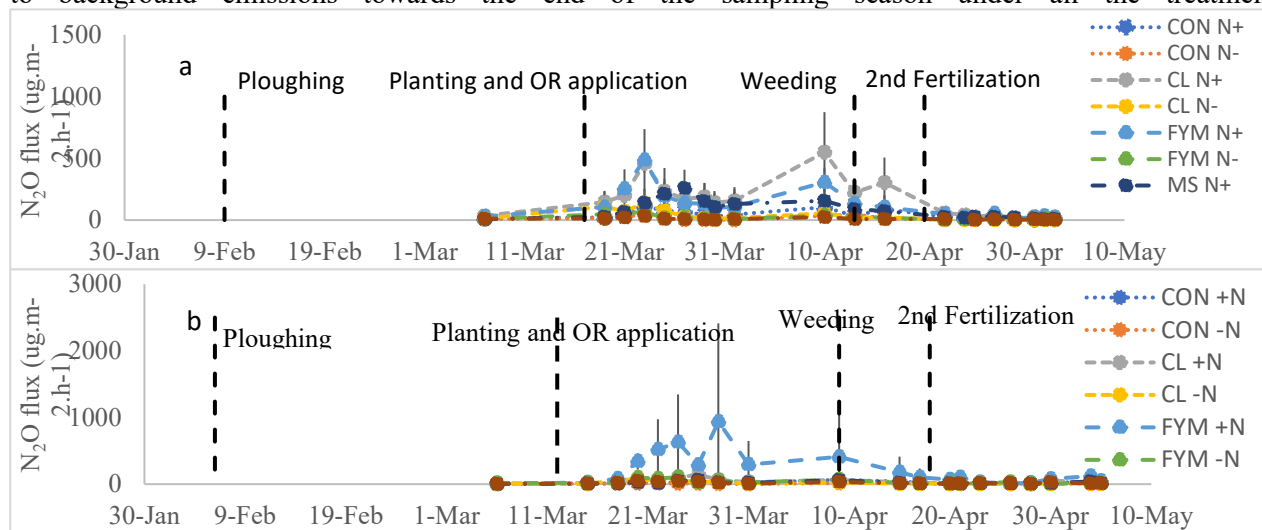 to background emissions towards the end of the sampling season under all the treatment
1500
1000
500
0
N₂O flux (ug.m-
2.h-1)
a
Ploughing
Planting and OR application
Weeding
2nd Fertilization
30-Jan 9-Feb 19-Feb 1-Mar 11-Mar 21-Mar 31-Mar 10-Apr 20-Apr 30-Apr 10-May
CON N+
CON N-
CL N+
CL N-
FYM N+
FYM N-
MS N+
3000
2000
1000
0
N₂O flux (ug.m-
2.h-1)
b
Ploughing
Planting and OR application
Weeding
2nd Fertilization
30-Jan 9-Feb 19-Feb 1-Mar 11-Mar 21-Mar 31-Mar 10-Apr 20-Apr 30-Apr 10-May
CON +N
CON -N
CL +N
CL -N
FYM +N
FYM -N